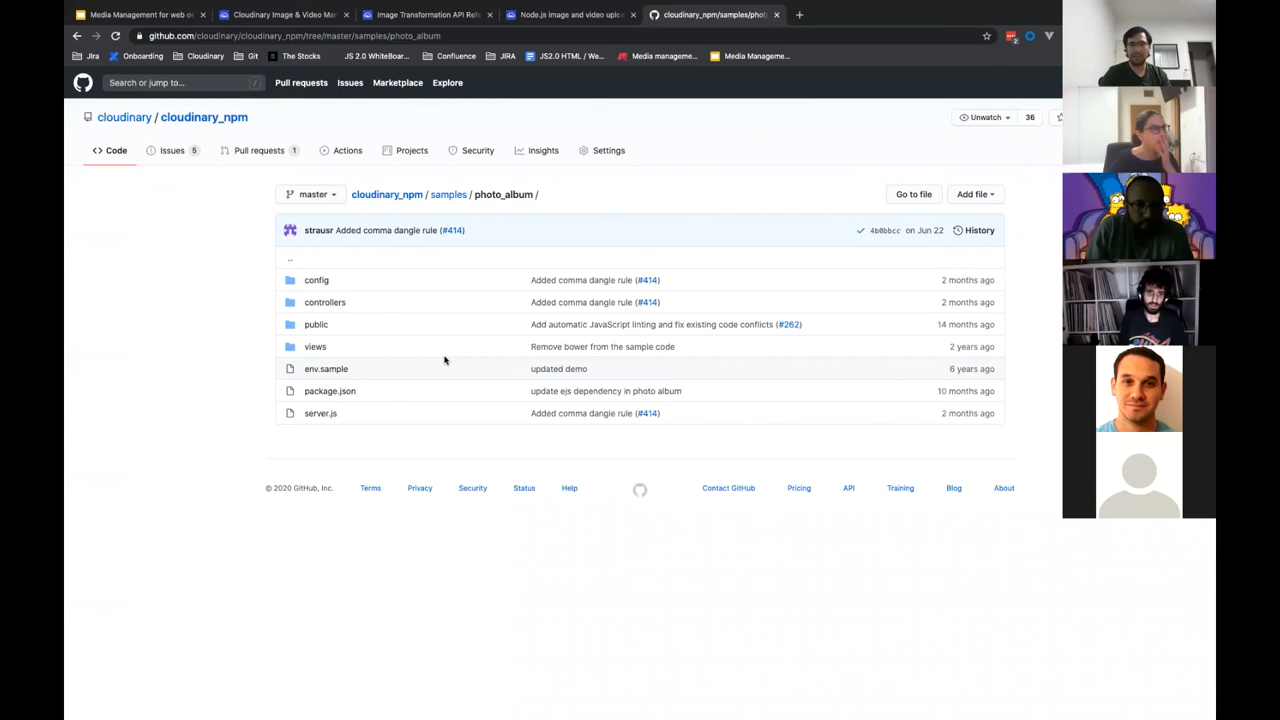 Media Management for web d
Cloudinary Image & Video Man
Image Transformation API Refe
Node.js image and video uploa
cloudinary_npm/samples/photo
github.com/cloudinary/cloudinary_npm/tree/master/samples/photo_album
Jira Onboarding Cloudinary Git The Stocks JS 2.0 WhiteBoar... Confluence JIRA JS2.0 HTML / We... Media manageme... Media Manageme...
Search or jump to... / Pull requests Issues Marketplace Explore
cloudinary / cloudinary_npm Unwatch 36
<> Code Issues 5 Pull requests 1 Actions Projects Security Insights Settings
master cloudinary_npm / samples / photo_album / Go to file Add file
strausr Added comma dangle rule (#414) 4b0bbcc on Jun 22 History
..
config Added comma dangle rule (#414) 2 months ago
controllers Added comma dangle rule (#414) 2 months ago
public Add automatic JavaScript linting and fix existing code conflicts (#262) 14 months ago
views Remove bower from the sample code 2 years ago
env.sample updated demo 6 years ago
package.json update ejs dependency in photo album 10 months ago
server.js Added comma dangle rule (#414) 2 months ago
© 2020 GitHub, Inc. Terms Privacy Security Status Help Contact GitHub Pricing API Training Blog About